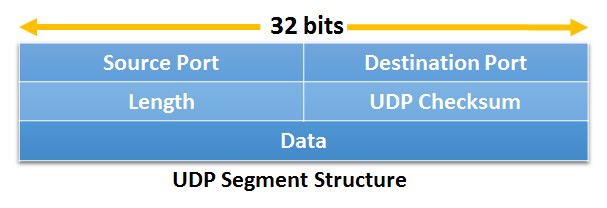 32 bits
Source Port Destination Port
Length UDP Checksum
Data
UDP Segment Structure